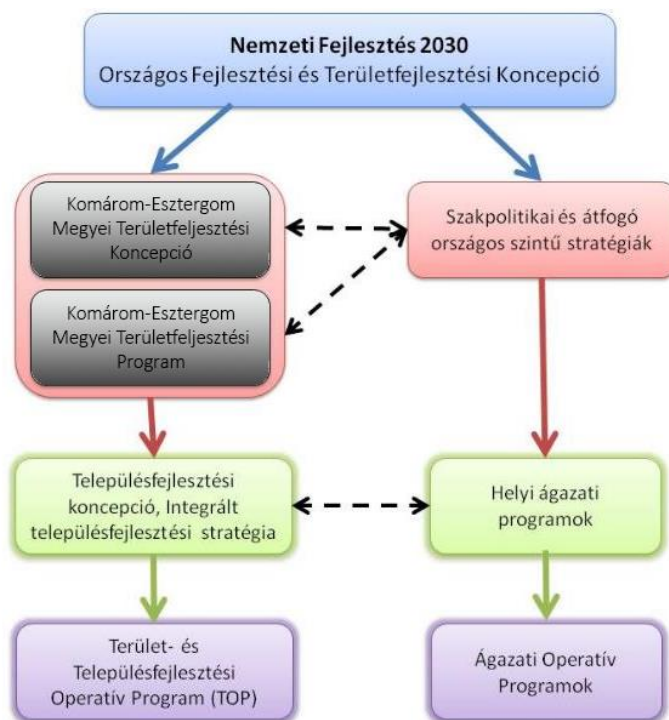 Nemzeti Fejlesztés 2030
Országos Fejlesztési és Területfejlesztési Koncepció
Komárom-Esztergom
Megyei Területfeljesztési
Koncepció
Komárom-Esztergom
Megyei Területfeljesztési
Program
Szakpolitikai és átfogó
országos szintű stratégiák
Településfejlesztési
koncepció, Integrált
településfejlesztési stratégia
Helyi ágazati
programok
Terület- és
Településfejlesztési
Operatív Program (TOP)
Ágazati Operatív
Programok